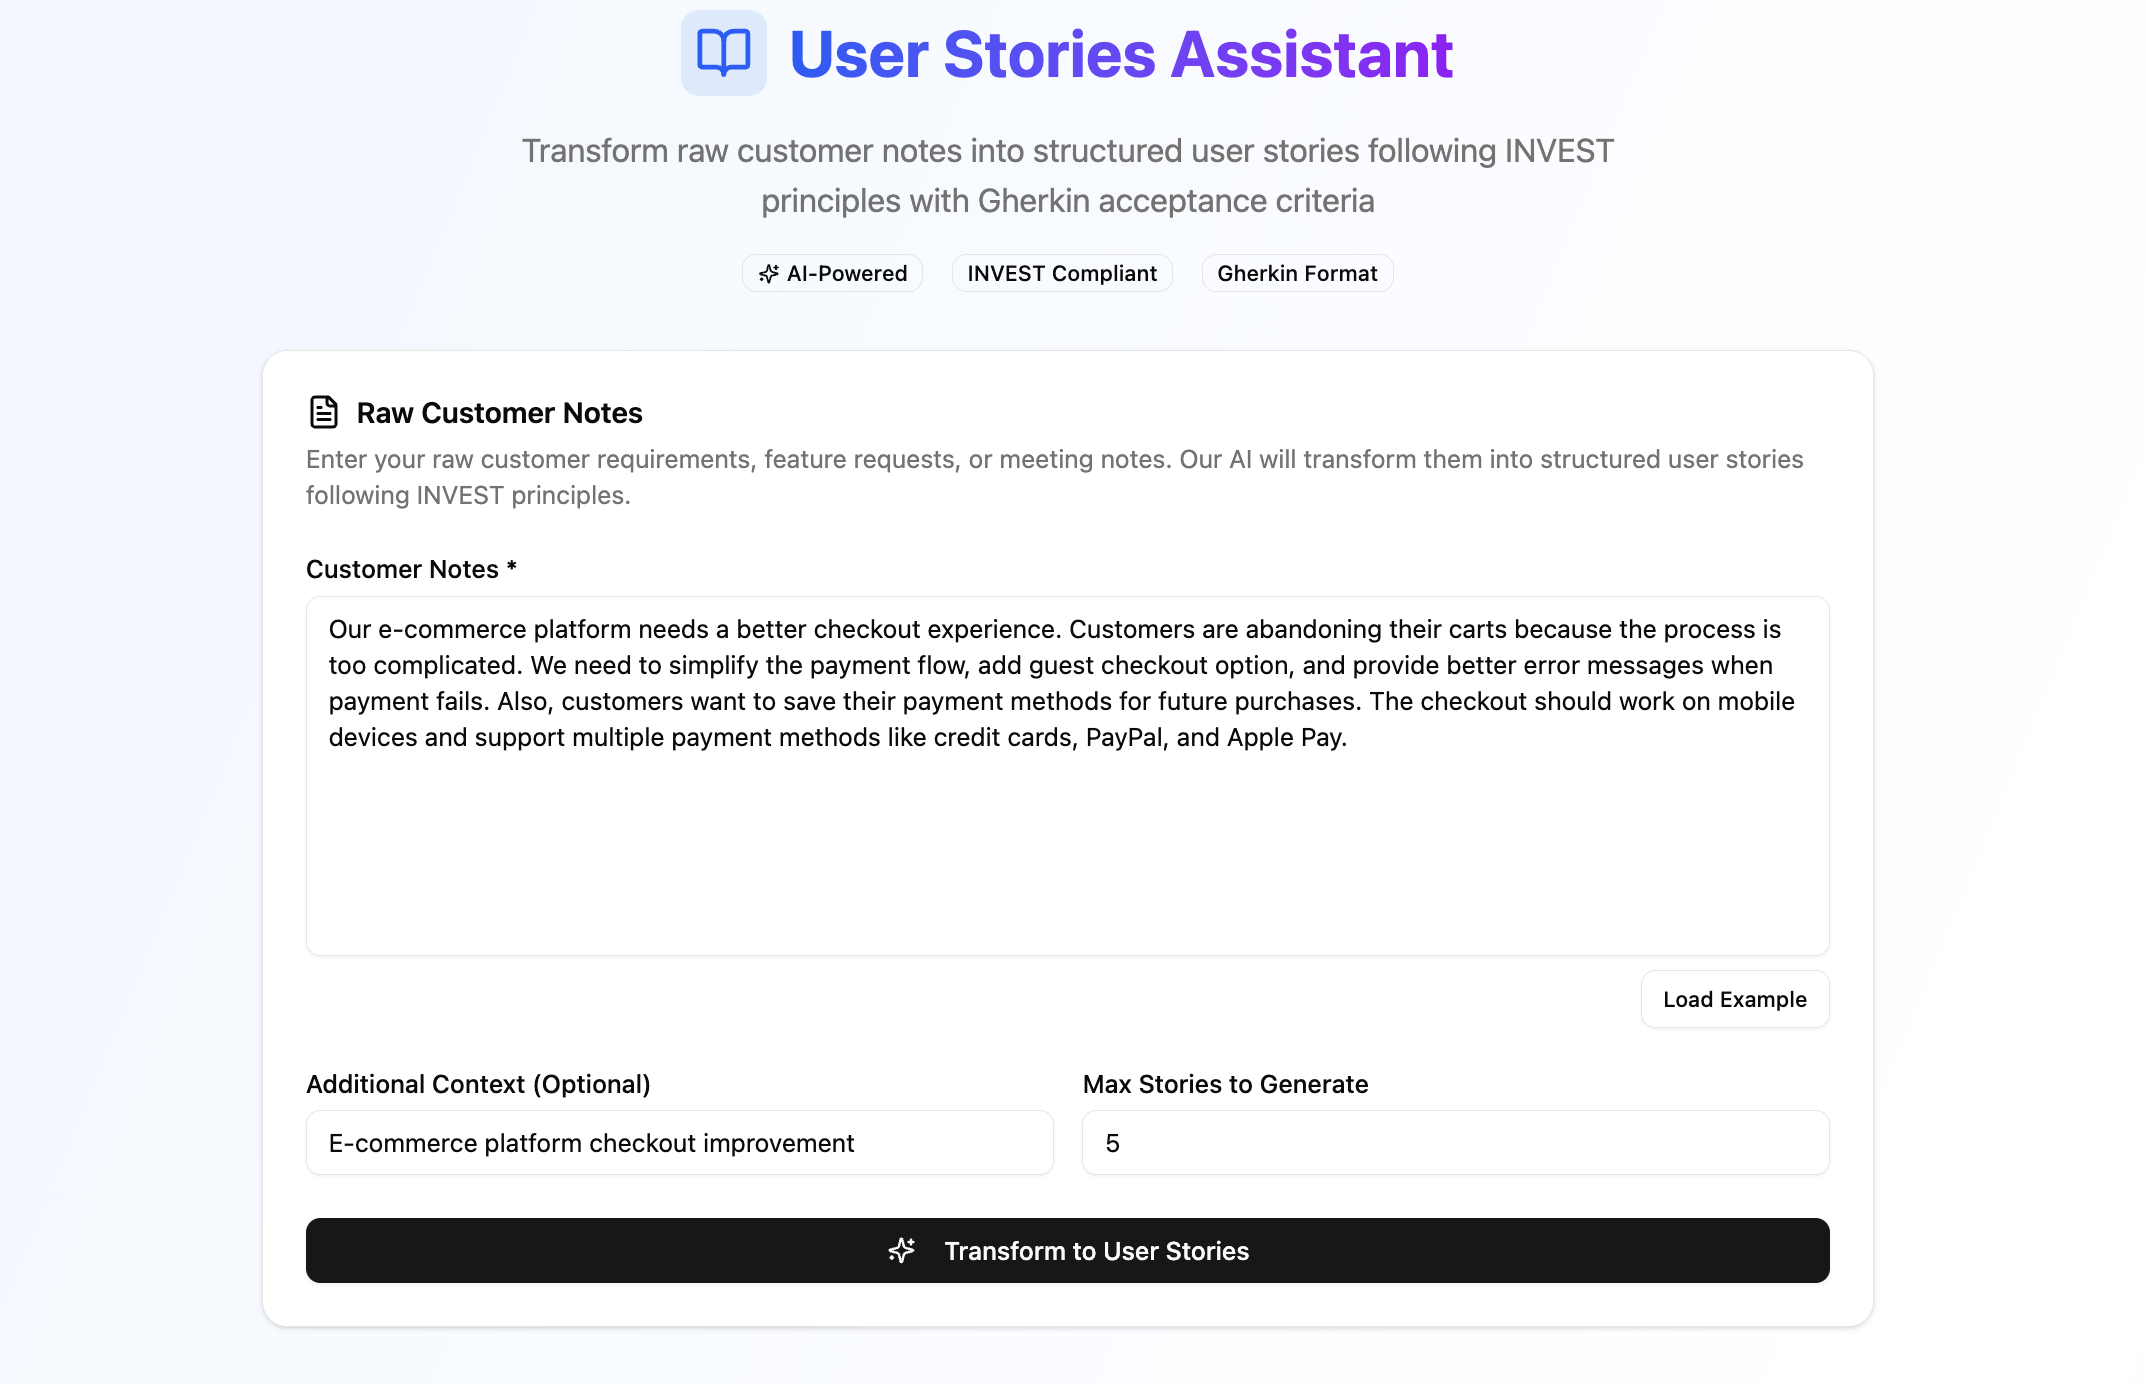 User Stories Assistant
Transform raw customer notes into structured user stories following INVEST
principles with Gherkin acceptance criteria
AI-Powered
INVEST Compliant
Gherkin Format
Raw Customer Notes
Enter your raw customer requirements, feature requests, or meeting notes. Our AI will transform them into structured user stories
following INVEST principles.
Customer Notes *
Our e-commerce platform needs a better checkout experience. Customers are abandoning their carts because the process is
too complicated. We need to simplify the payment flow, add guest checkout option, and provide better error messages when
payment fails. Also, customers want to save their payment methods for future purchases. The checkout should work on mobile
devices and support multiple payment methods like credit cards, PayPal, and Apple Pay.
Load Example
Additional Context (Optional)
Max Stories to Generate
E-commerce platform checkout improvement
5
Transform to User Stories